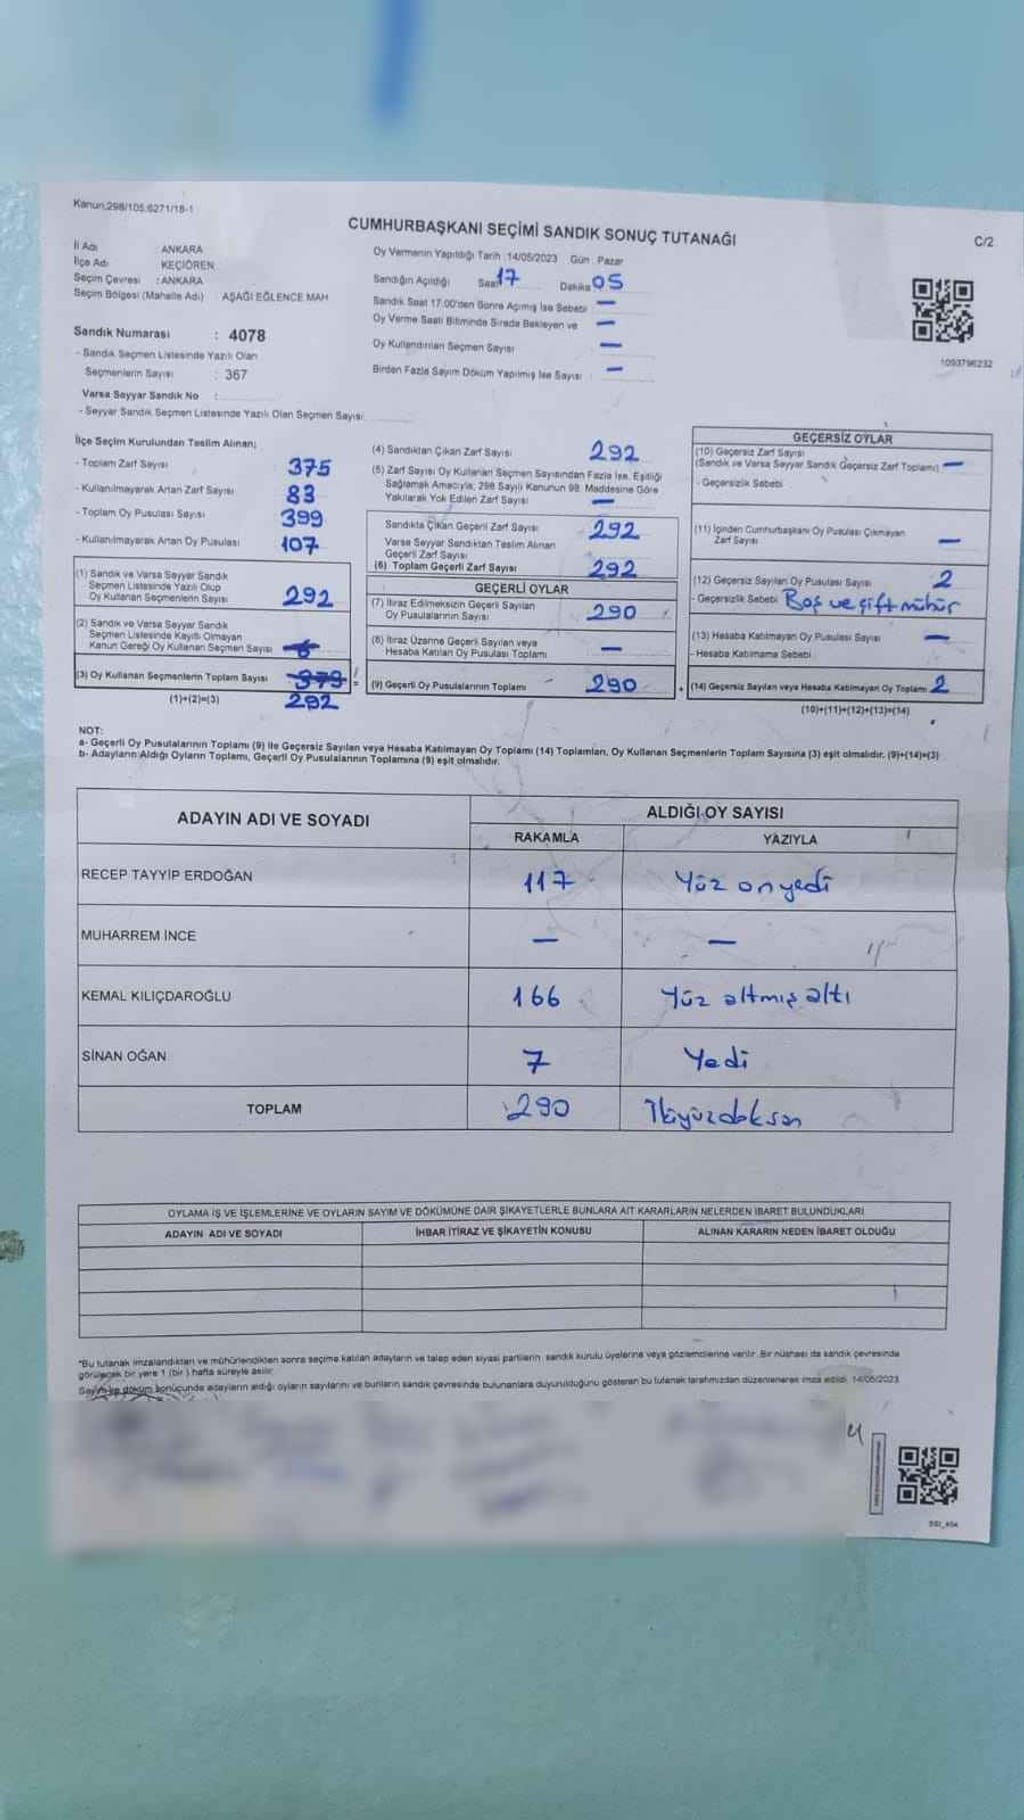 Kanun,298/105,6271/18-1
CUMHURBAŞKANI SEÇİMİ SANDIK SONUÇ TUTANAĞI
C/2
İl Adı : ANKARA
İlçe Adı : KEÇİÖREN
Seçim Çevresi : ANKARA
Seçim Bölgesi (Mahalle Adı) AŞAĞI EĞLENCE MAH
Oy Vermenin Yapıldığı Tarih :14/05/2023 Gün : Pazar
Sandığın Açıldığı Saat 17 Dakika 05
Sandık Saat 17.00'den Sonra Açılmış İse Sebebi —
Oy Verme Saati Bitiminde Sırada Bekleyen ve —
Oy Kullandırılan Seçmen Sayısı —
Birden Fazla Sayım Döküm Yapılmış İse Sayısı : —
1093796232
Sandık Numarası : 4078
- Sandık Seçmen Listesinde Yazılı Olan
Seçmenlerin Sayısı : 367
Varsa Seyyar Sandık No :
- Seyyar Sandık Seçmen Listesinde Yazılı Olan Seçmen Sayısı:
İlçe Seçim Kurulundan Teslim Alınan;
- Toplam Zarf Sayısı 375
- Kullanılmayarak Artan Zarf Sayısı 83
- Toplam Oy Pusulası Sayısı 399
- Kullanılmayarak Artan Oy Pusulası 107
(1) Sandık ve Varsa Seyyar Sandık
Seçmen Listesinde Yazılı Olup
Oy Kullanan Seçmenlerin Sayısı 292
(2) Sandık ve Varsa Seyyar Sandık
Seçmen Listesinde Kayıtlı Olmayan
Kanun Gereği Oy Kullanan Seçmen Sayısı
(3) Oy Kullanan Seçmenlerin Toplam Sayısı =
(1)+(2)=(3) 292
(4) Sandıktan Çıkan Zarf Sayısı 292
(5) Zarf Sayısı Oy Kullanan Seçmen Sayısından Fazla İse, Eşitliği
Sağlamak Amacıyla; 298 Sayılı Kanunun 98. Maddesine Göre
Yakılarak Yok Edilen Zarf Sayısı —
Sandıkta Çıkan Geçerli Zarf Sayısı 292
Varsa Seyyar Sandıktan Teslim Alınan
Geçerli Zarf Sayısı
(6) Toplam Geçerli Zarf Sayısı 292
GEÇERLİ OYLAR
(7) İtiraz Edilmeksizin Geçerli Sayılan
Oy Pusulalarının Sayısı 290
(8) İtiraz Üzerine Geçerli Sayılan veya
Hesaba Katılan Oy Pusulası Toplamı —
(9) Geçerli Oy Pusulalarının Toplamı 290 +
GEÇERSİZ OYLAR
(10) Geçersiz Zarf Sayısı
(Sandık ve Varsa Seyyar Sandık Geçersiz Zarf Toplamı) —
- Geçersizlik Sebebi
(11) İçinden Cumhurbaşkanı Oy Pusulası Çıkmayan
Zarf Sayısı —
(12) Geçersiz Sayılan Oy Pusulası Sayısı 2
- Geçersizlik Sebebi Boş ve çift mühür
(13) Hesaba Katılmayan Oy Pusulası Sayısı —
- Hesaba Katılmama Sebebi
(14) Geçersiz Sayılan veya Hesaba Katılmayan Oy Toplamı 2
(10)+(11)+(12)+(13)=(14)
NOT:
a- Geçerli Oy Pusulalarının Toplamı (9) İle Geçersiz Sayılan veya Hesaba Katılmayan Oy Toplamı (14) Toplamları, Oy Kullanan Seçmenlerin Toplam Sayısına (3) eşit olmalıdır. (9)+(14)=(3)
b- Adayların Aldığı Oyların Toplamı, Geçerli Oy Pusulalarının Toplamına (9) eşit olmalıdır.
ADAYIN ADI VE SOYADI
ALDIĞI OY SAYISI
RAKAMLA YAZIYLA
RECEP TAYYİP ERDOĞAN 117 Yüz onyedi
MUHARREM İNCE — —
KEMAL KILIÇDAROĞLU 166 Yüz altmış altı
SİNAN OĞAN 7 Yedi
TOPLAM 290 İkiyüzdoksan
OYLAMA İŞ VE İŞLEMLERİNE VE OYLARIN SAYIM VE DÖKÜMÜNE DAİR ŞİKAYETLERLE BUNLARA AİT KARARLARIN NELERDEN İBARET BULUNDUKLARI
ADAYIN ADI VE SOYADI İHBAR İTİRAZ VE ŞİKAYETİN KONUSU ALINAN KARARIN NEDEN İBARET OLDUĞU
*Bu tutanak imzalandıktan ve mühürlendikten sonra seçime katılan adayların ve talep eden siyasi partilerin sandık kurulu üyelerine veya gözlemcilerine verilir. Bir nüshası da sandık çevresinde
görülecek bir yere 1 (bir ) hafta süreyle asılır.
Sayım ve döküm sonuçunda adayların aldığı oyların sayılarını ve bunların sandık çevresinde bulunanlara duyurulduğunu gösteren bu tutanak tarafımızdan düzenlenerek imza edildi. 14/05/2023